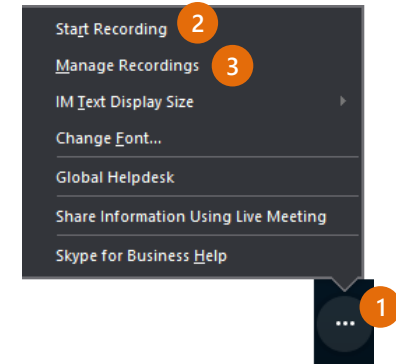 Start Recording 2
Manage Recordings 3
IM Text Display Size
Change Font...
Global Helpdesk
Share Information Using Live Meeting
Skype for Business Help
1
...